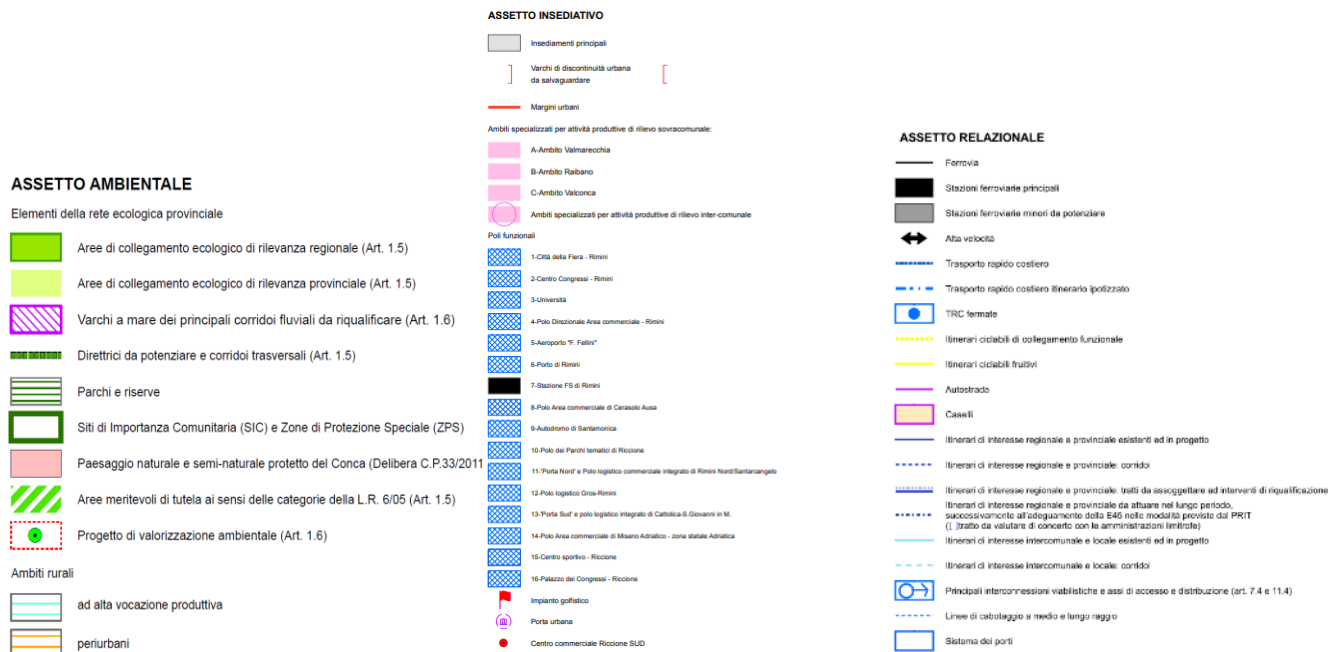 ASSETTO AMBIENTALE
Elementi della rete ecologica provinciale
Aree di collegamento ecologico di rilevanza regionale (Art. 1.5)
Aree di collegamento ecologico di rilevanza provinciale (Art. 1.5)
Varchi a mare dei principali corridoi fluviali da riqualificare (Art. 1.6)
Direttrici da potenziare e corridoi trasversali (Art. 1.5)
Parchi e riserve
Siti di Importanza Comunitaria (SIC) e Zone di Protezione Speciale (ZPS)
Paesaggio naturale e semi-naturale protetto del Conca (Delibera C.P.33/2011
Aree meritevoli di tutela ai sensi delle categorie della L.R. 6/05 (Art. 1.5)
Progetto di valorizzazione ambientale (Art. 1.6)
Ambiti rurali
ad alta vocazione produttiva
periurbani
ASSETTO INSEDIATIVO
Insediamenti principali
Varchi di discontinuità urbana
da salvaguardare
Margini urbani
Ambiti specializzati per attività produttive di rilievo sovracomunale:
A-Ambito Valmarecchia
B-Ambito Raibano
C-Ambito Valconca
Ambiti specializzati per attività produttive di rilievo inter-comunale
Poli funzionali
1-Città della Fiera - Rimini
2-Centro Congressi - Rimini
3-Università
4-Polo Direzionale Area commerciale - Rimini
5-Aeroporto "F. Fellini"
6-Porto di Rimini
7-Stazione FS di Rimini
8-Polo Area commerciale di Cerasolo Ausa
9-Autodromo di Santamonica
10-Polo dei Parchi tematici di Riccione
11-'Porta Nord' e Polo logistico commerciale integrato di Rimini Nord/Santarcangelo
12-Polo logistico Gros-Rimini
13-'Porta Sud' e polo logistico integrato di Cattolica-S.Giovanni in M.
14-Polo Area commerciale di Misano Adriatico - zona statale Adriatica
15-Centro sportivo - Riccione
16-Palazzo dei Congressi - Riccione
Impianto golfistico
Porta urbana
Centro commerciale Riccione SUD
ASSETTO RELAZIONALE
Ferrovia
Stazioni ferroviarie principali
Stazioni ferroviarie minori da potenziare
Alta velocità
Trasporto rapido costiero
Trasporto rapido costiero itinerario ipotizzato
TRC fermate
Itinerari ciclabili di collegamento funzionale
Itinerari ciclabili fruitivi
Autostrada
Caselli
Itinerari di interesse regionale e provinciale esistenti ed in progetto
Itinerari di interesse regionale e provinciale: corridoi
Itinerari di interesse regionale e provinciale: tratti da assoggettare ad interventi di riqualificazione
Itinerari di interesse regionale e provinciale da attuare nel lungo periodo,
successivamente all'adeguamento della E45 nelle modalità previste dal PRIT
([ ]tratto da valutare di concerto con le amministrazioni limitrofe)
Itinerari di interesse intercomunale e locale esistenti ed in progetto
Itinerari di interesse intercomunale e locale: corridoi
Principali interconnessioni viabilistiche e assi di accesso e distribuzione (art. 7.4 e 11.4)
Linee di cabotaggio a medio e lungo raggio
Sistema dei porti